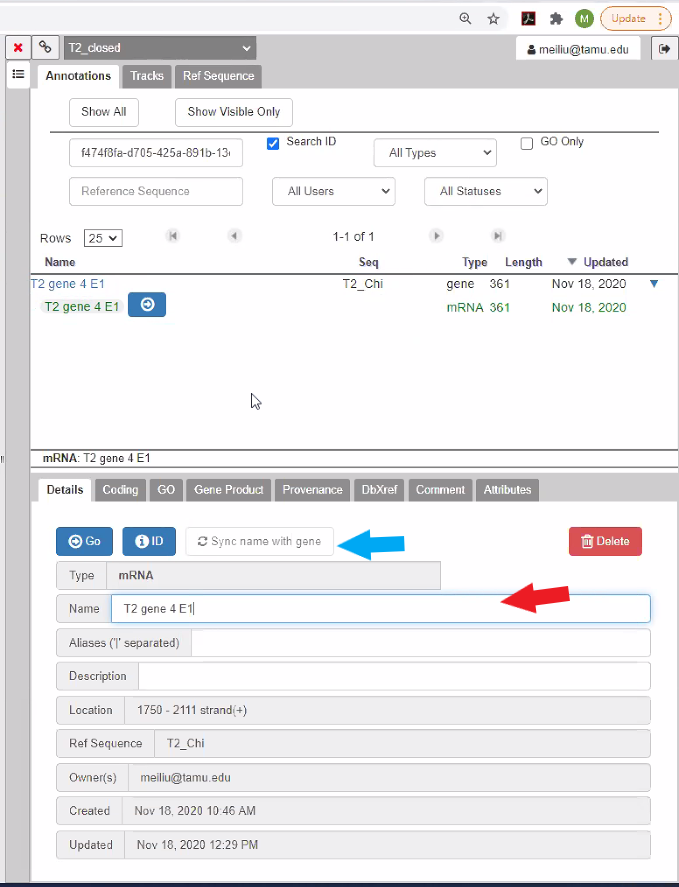 M Update
T2_closed meiliu@tamu.edu
Annotations Tracks Ref Sequence
Show All Show Visible Only
f474f8fa-d705-425a-891b-13 Search ID All Types GO Only
Reference Sequence All Users All Statuses
Rows 25 1-1 of 1
Name Seq Type Length Updated
T2 gene 4 E1 T2_Chi gene 361 Nov 18, 2020
T2 gene 4 E1 mRNA 361 Nov 18, 2020
mRNA: T2 gene 4 E1
Details Coding GO Gene Product Provenance DbXref Comment Attributes
Go ID Sync name with gene Delete
Type mRNA
Name T2 gene 4 E1
Aliases ('|' separated)
Description
Location 1750 - 2111 strand(+)
Ref Sequence T2_Chi
Owner(s) meiliu@tamu.edu
Created Nov 18, 2020 10:46 AM
Updated Nov 18, 2020 12:29 PM